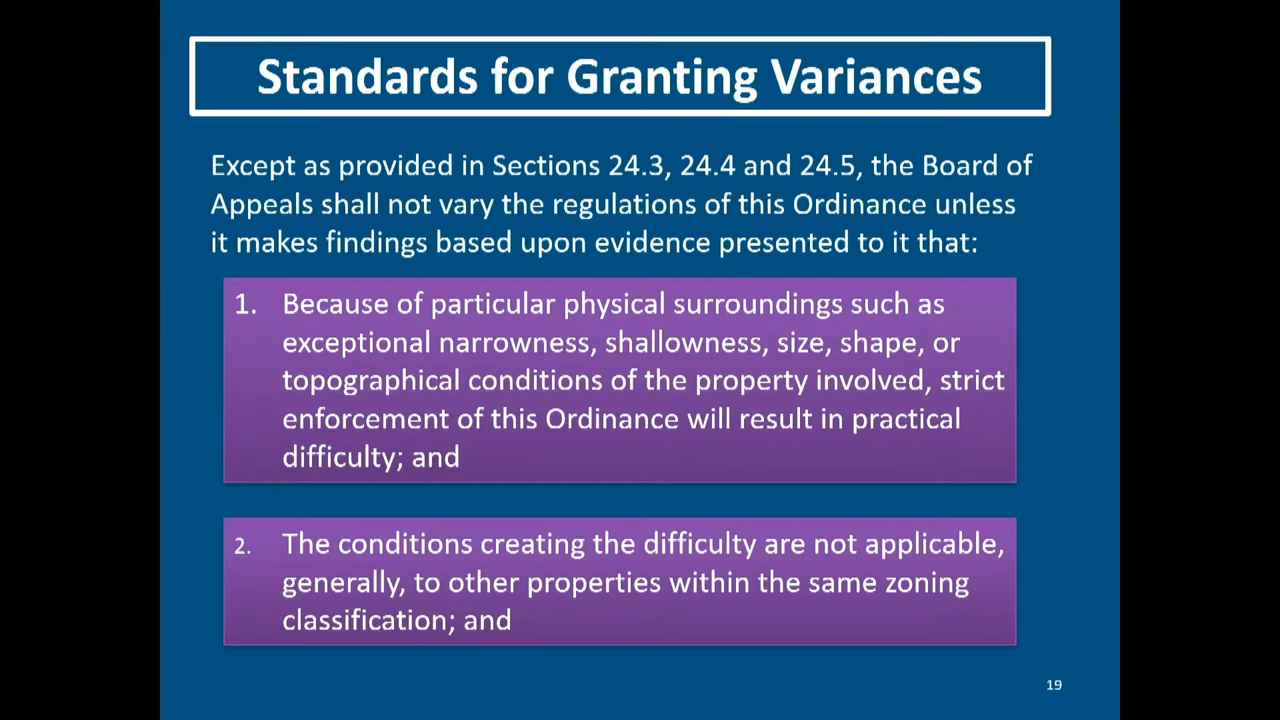 Standards for Granting Variances
Except as provided in Sections 24.3, 24.4 and 24.5, the Board of
Appeals shall not vary the regulations of this Ordinance unless
it makes findings based upon evidence presented to it that:
1. Because of particular physical surroundings such as
exceptional narrowness, shallowness, size, shape, or
topographical conditions of the property involved, strict
enforcement of this Ordinance will result in practical
difficulty; and
2. The conditions creating the difficulty are not applicable,
generally, to other properties within the same zoning
classification; and
19